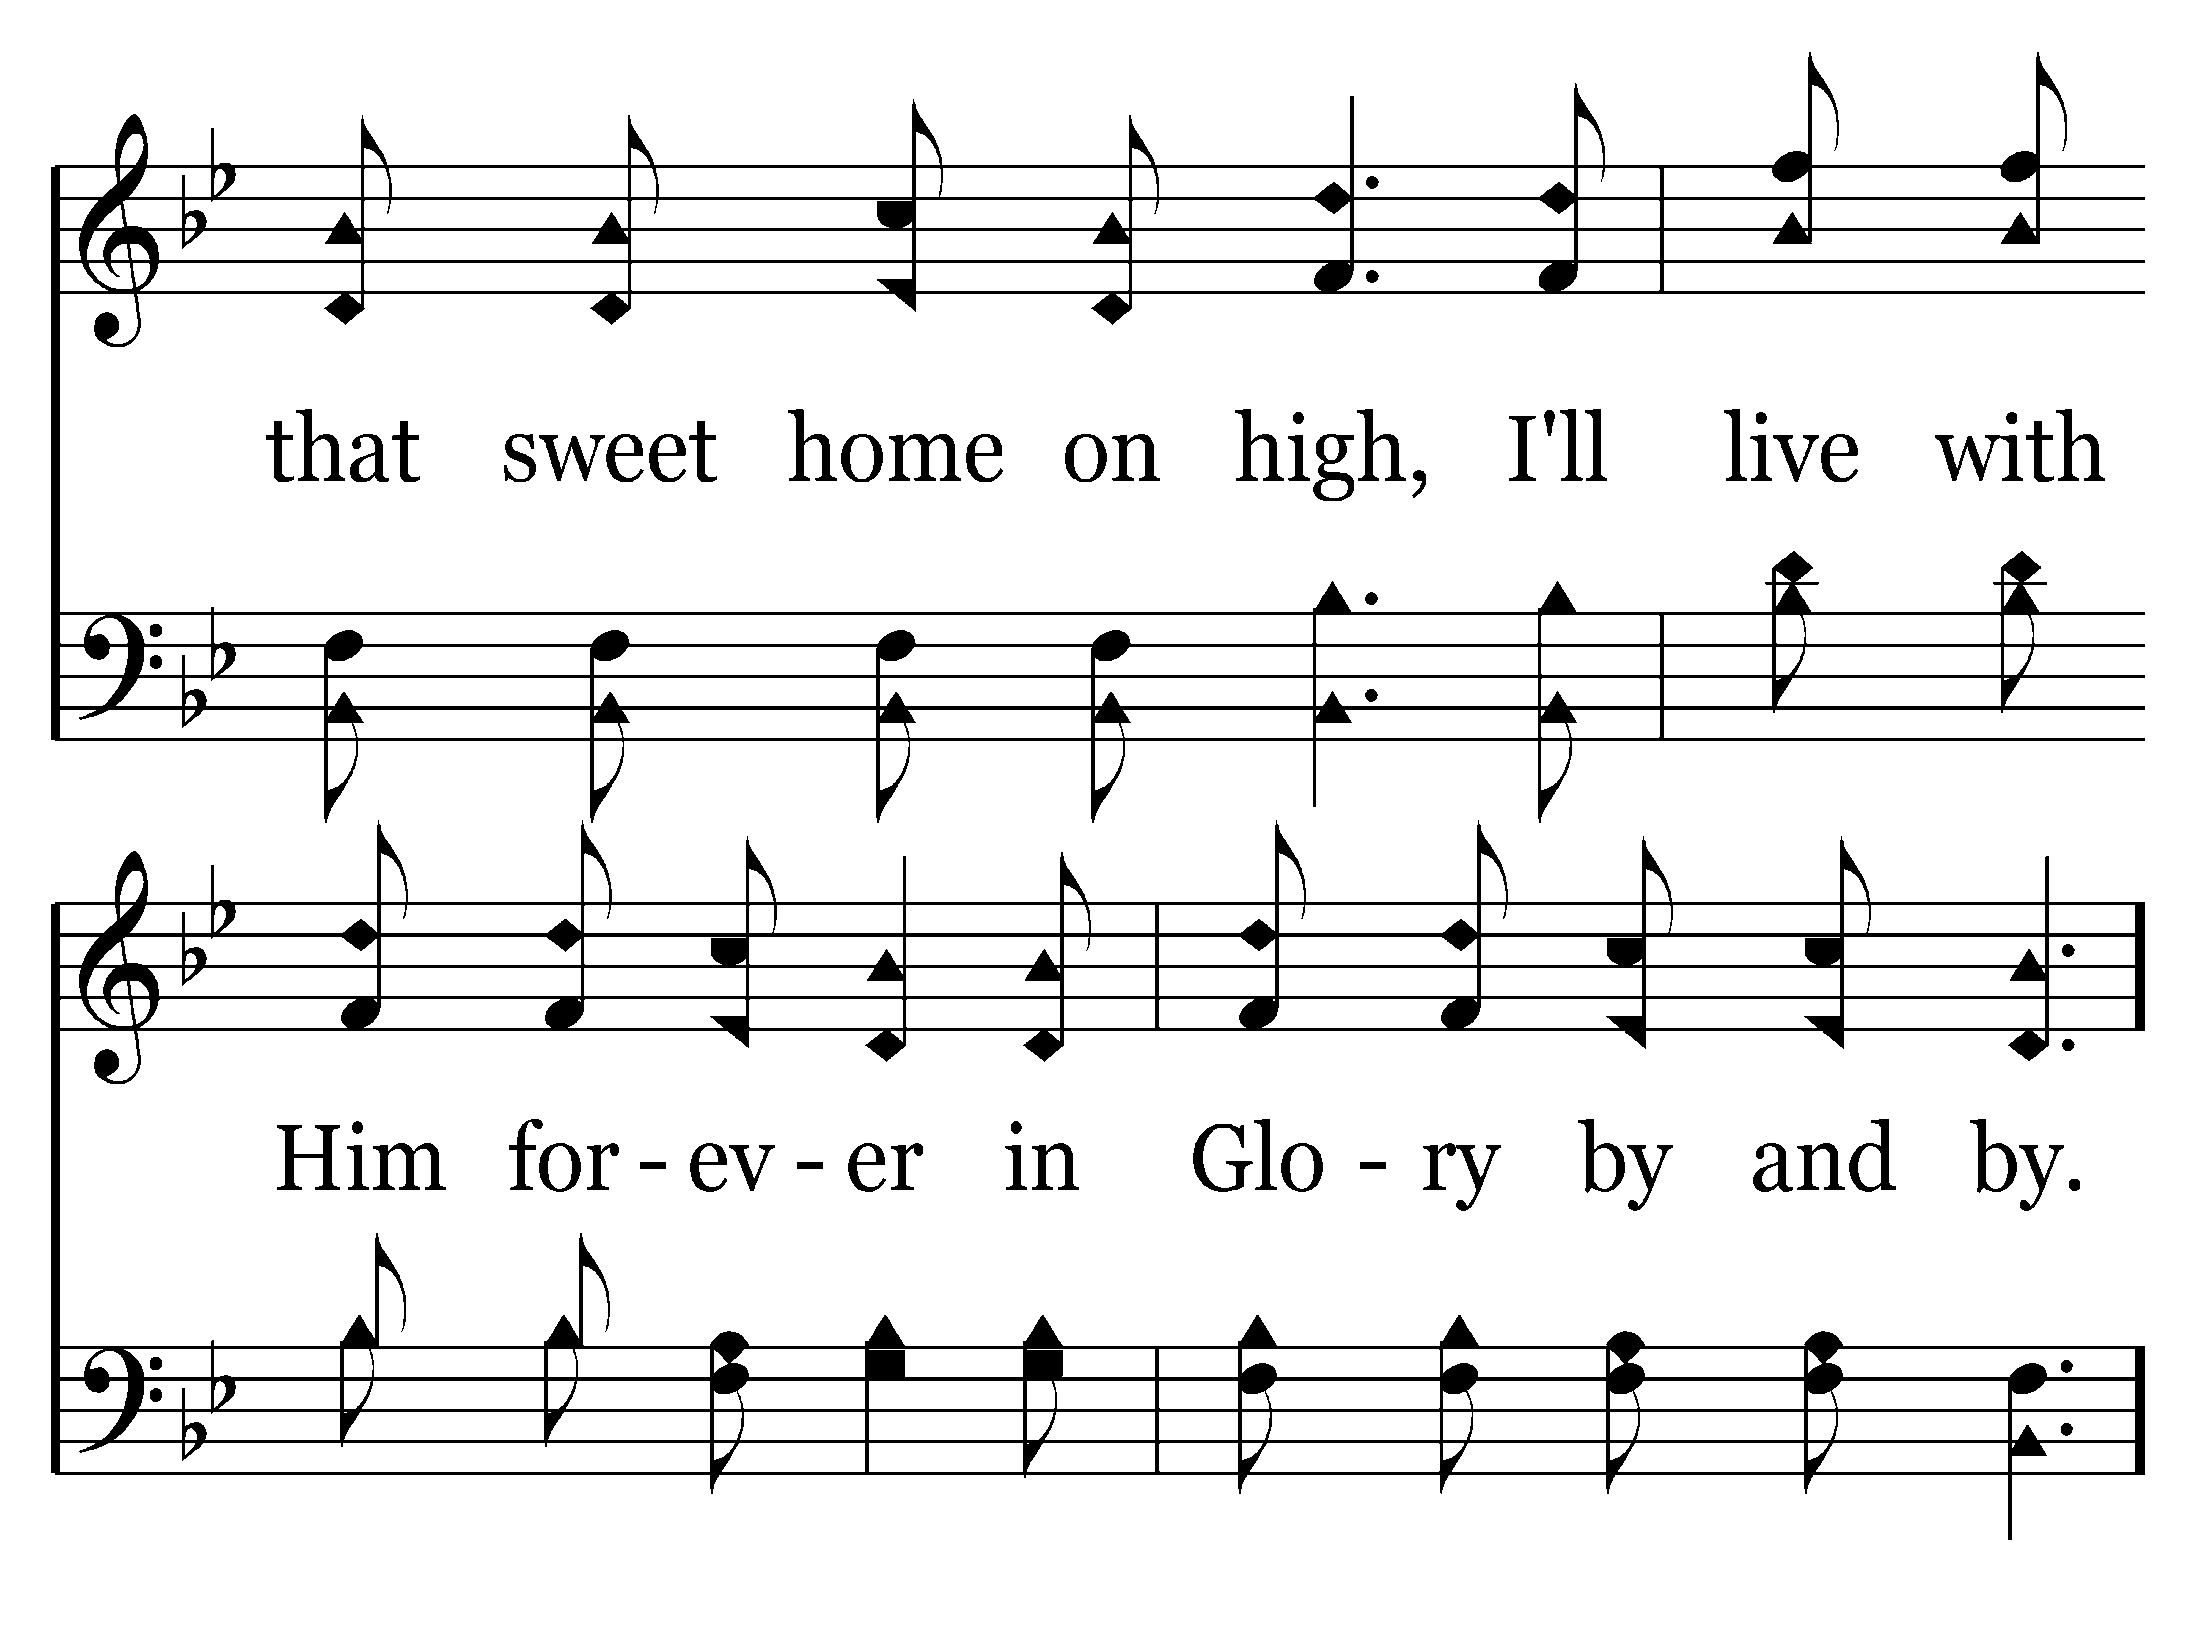 that sweet home on high, I'll live with
Him for - ev - er in Glo - ry by and by.